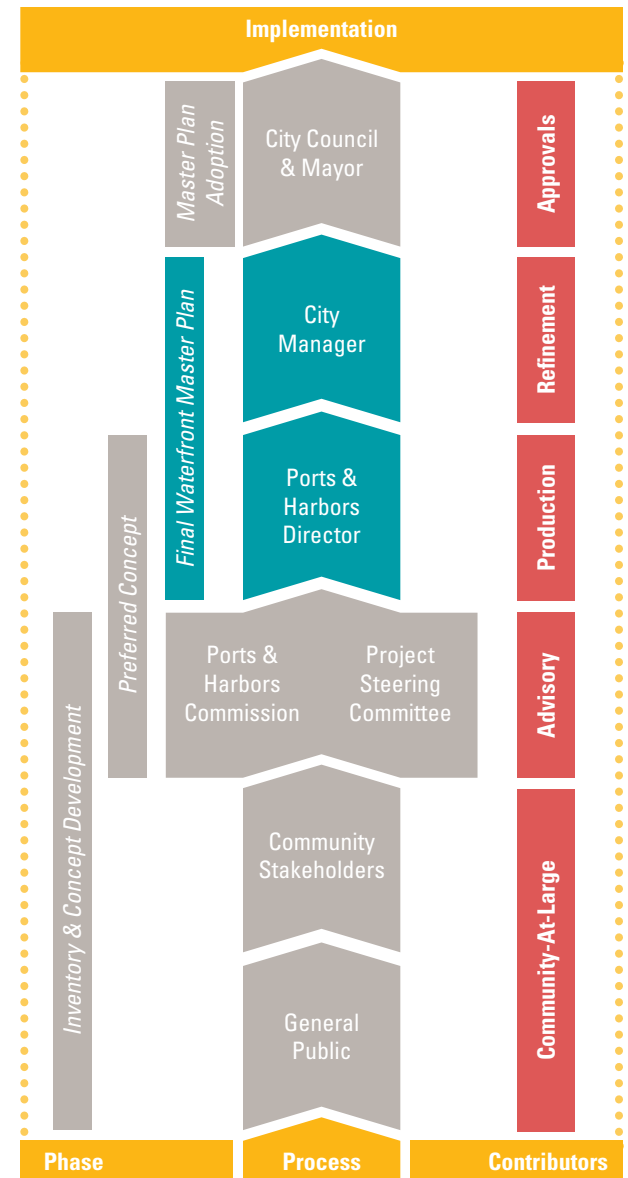 Implementation
Master Plan
Adoption
City Council
& Mayor
Approvals
Final Waterfront Master Plan
City
Manager
Refinement
Preferred Concept
Ports &
Harbors
Director
Production
Inventory & Concept Development
Ports &
Harbors
Commission
Project
Steering
Committee
Advisory
Community
Stakeholders
Community-At-Large
General
Public
Phase
Process
Contributors